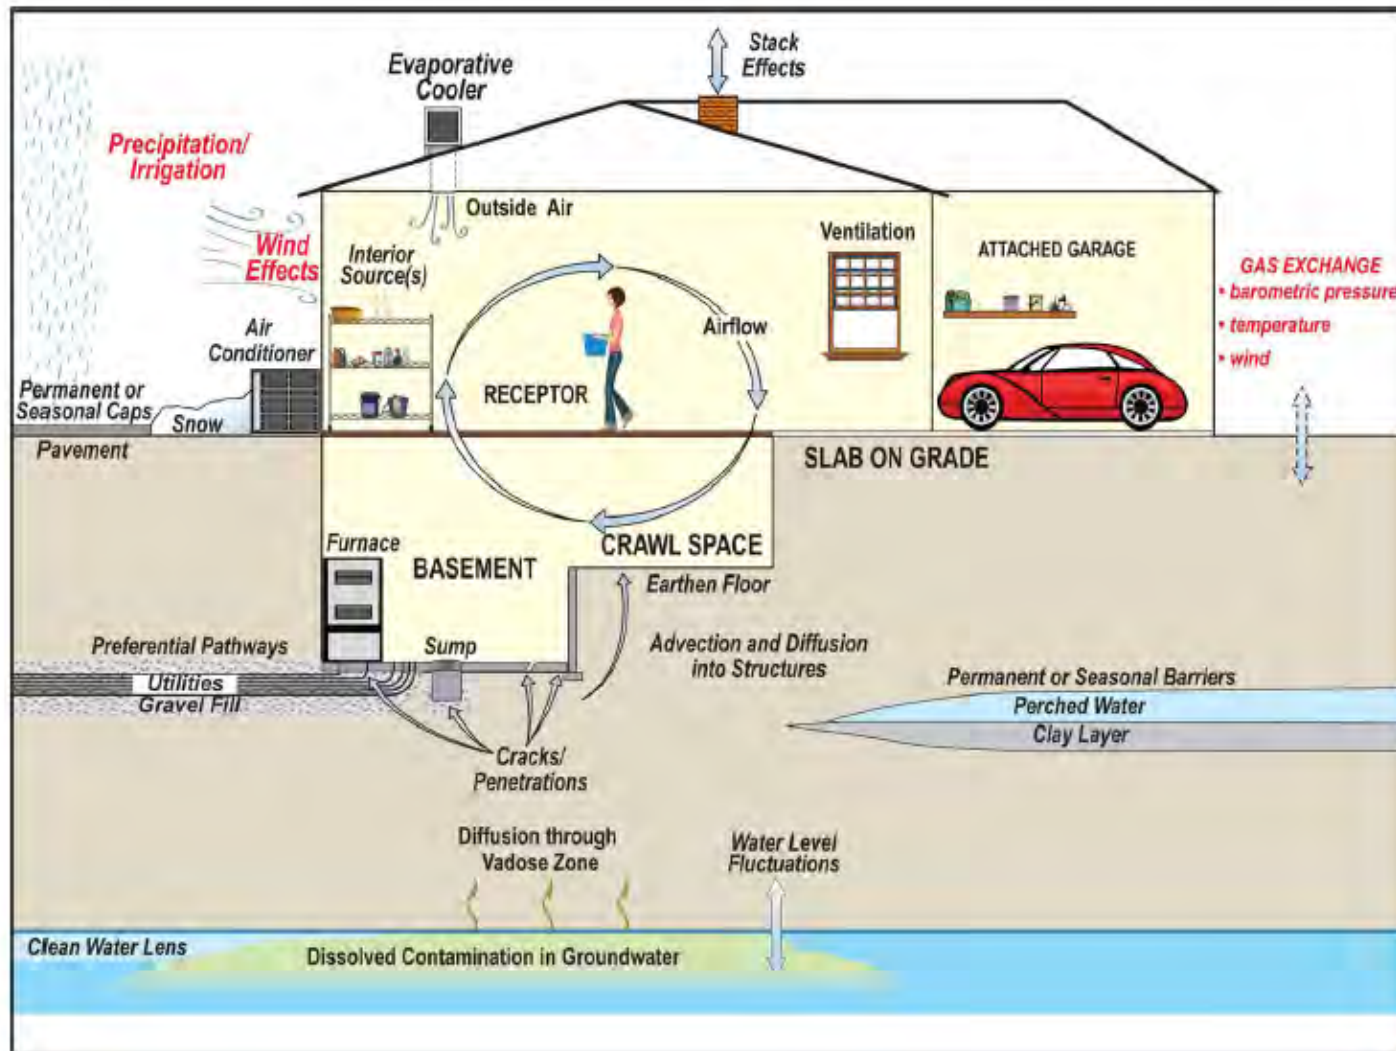 Stack
Effects
Evaporative
Cooler
Precipitation/
Irrigation
Outside Air
Wind
Effects
Interior
Source(s)
Ventilation
ATTACHED GARAGE
GAS EXCHANGE
• barometric pressure
• temperature
• wind
Air
Conditioner
Airflow
RECEPTOR
Permanent or
Seasonal Caps
Snow
Pavement
SLAB ON GRADE
Furnace
BASEMENT
CRAWL SPACE
Earthen Floor
Preferential Pathways
Sump
Advection and Diffusion
into Structures
Utilities
Gravel Fill
Permanent or Seasonal Barriers
Perched Water
Clay Layer
Cracks/
Penetrations
Diffusion through
Vadose Zone
Water Level
Fluctuations
Clean Water Lens
Dissolved Contamination in Groundwater